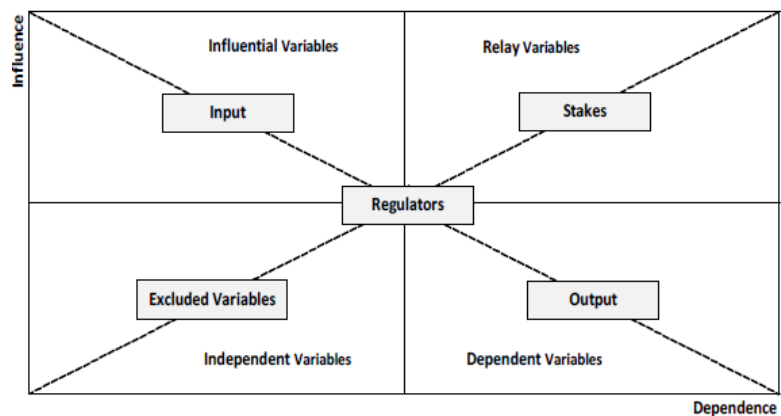 Influence
Influential Variables
Relay Variables
Input
Stakes
Regulators
Excluded Variables
Output
Independent Variables
Dependent Variables
Dependence